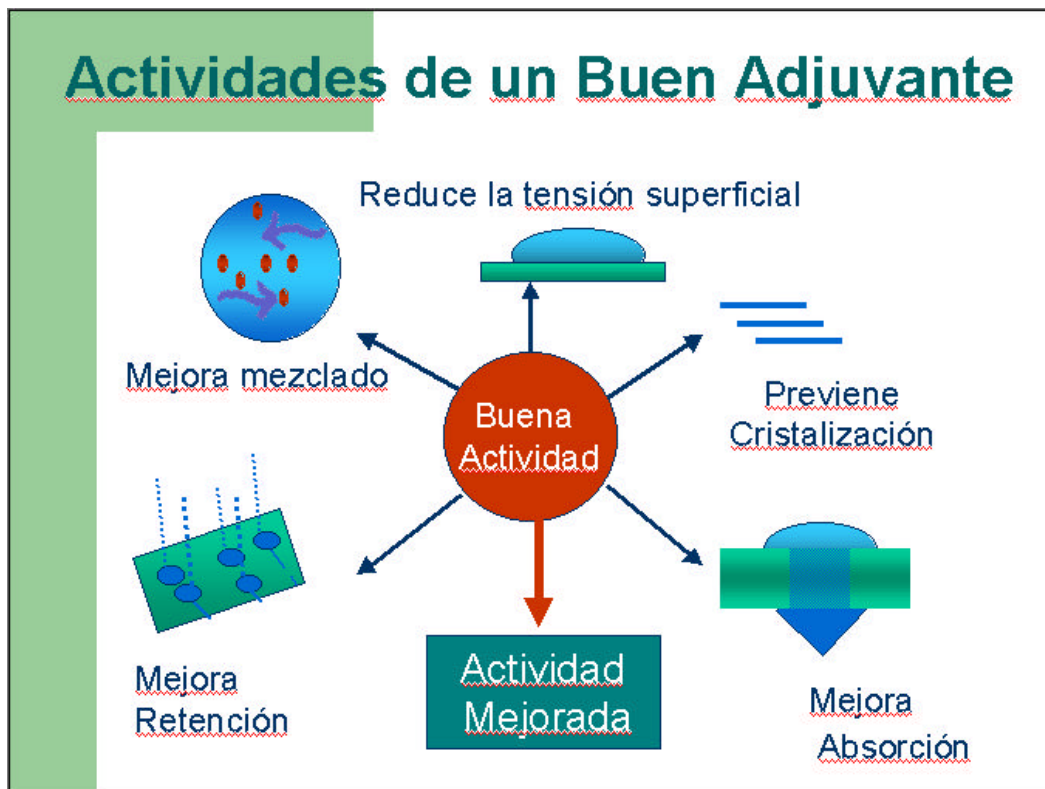 Actividades de un Buen Adjuvante
Reduce la tensión superficial
Mejora mezclado
Buena
Actividad
Previene
Cristalización
Mejora
Retención
Actividad
Mejorada
Mejora
Absorción